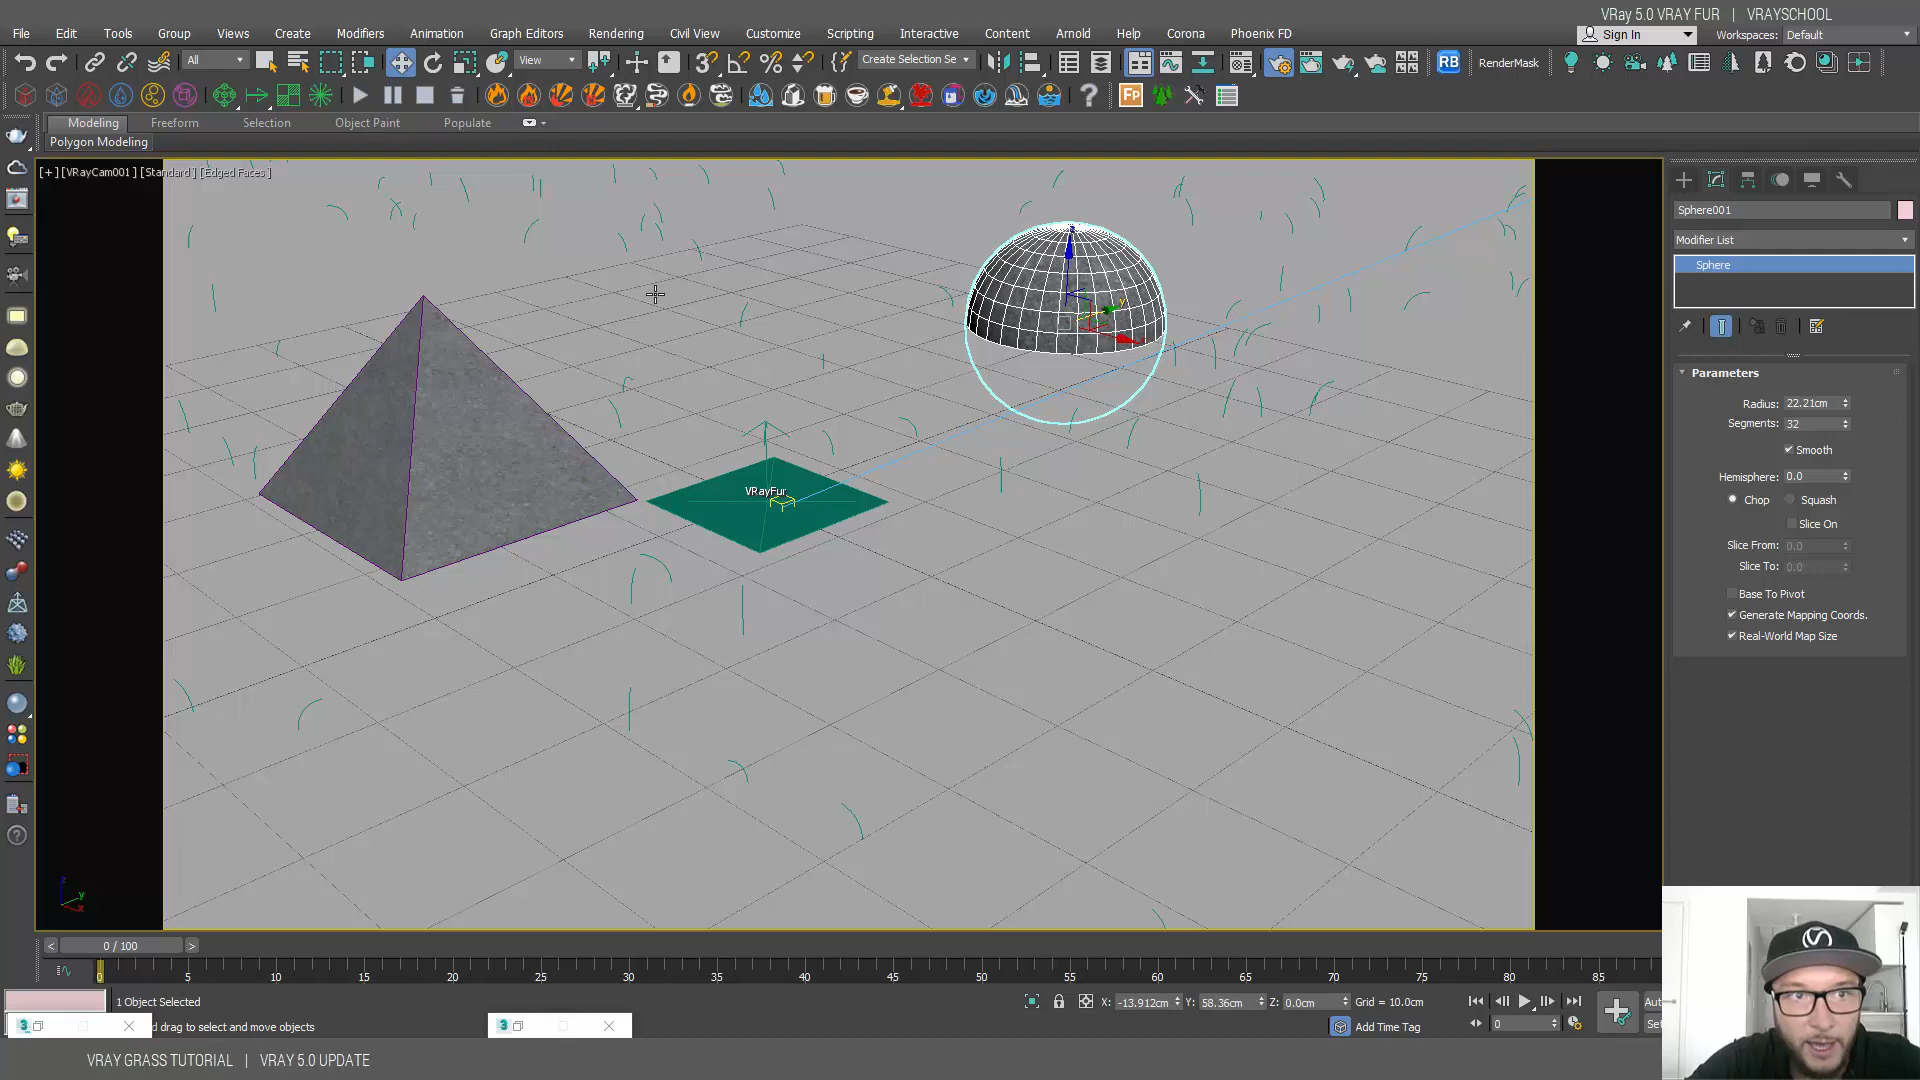 VRay 5.0 VRAY FUR | VRAYSCHOOL
File Edit Tools Group Views Create Modifiers Animation Graph Editors Rendering Civil View Customize Scripting Interactive Content Arnold Help Corona Phoenix FD
Sign In Workspaces: Default
All View Create Selection Se RB RenderMask
Fp
Modeling Freeform Selection Object Paint Populate
Polygon Modeling
[+] [VRayCam001] [Standard] [Edged Faces]
Sphere001
Modifier List
Sphere
Parameters
Radius: 22.21cm
Segments: 32
Smooth
Hemisphere: 0.0
Chop Squash
Slice On
Slice From: 0.0
Slice To: 0.0
Base To Pivot
Generate Mapping Coords.
Real-World Map Size
VRayFur
y
z
y
x
< 0 / 100 >
0 5 10 15 20 25 30 35 40 45 50 55 60 65 70 75 80 85
1 Object Selected
X: -13.912cm Y: 58.36cm Z: 0.0cm Grid = 10.0cm
Aut
d drag to select and move objects
Add Time Tag
0
Set
VRAY GRASS TUTORIAL | VRAY 5.0 UPDATE